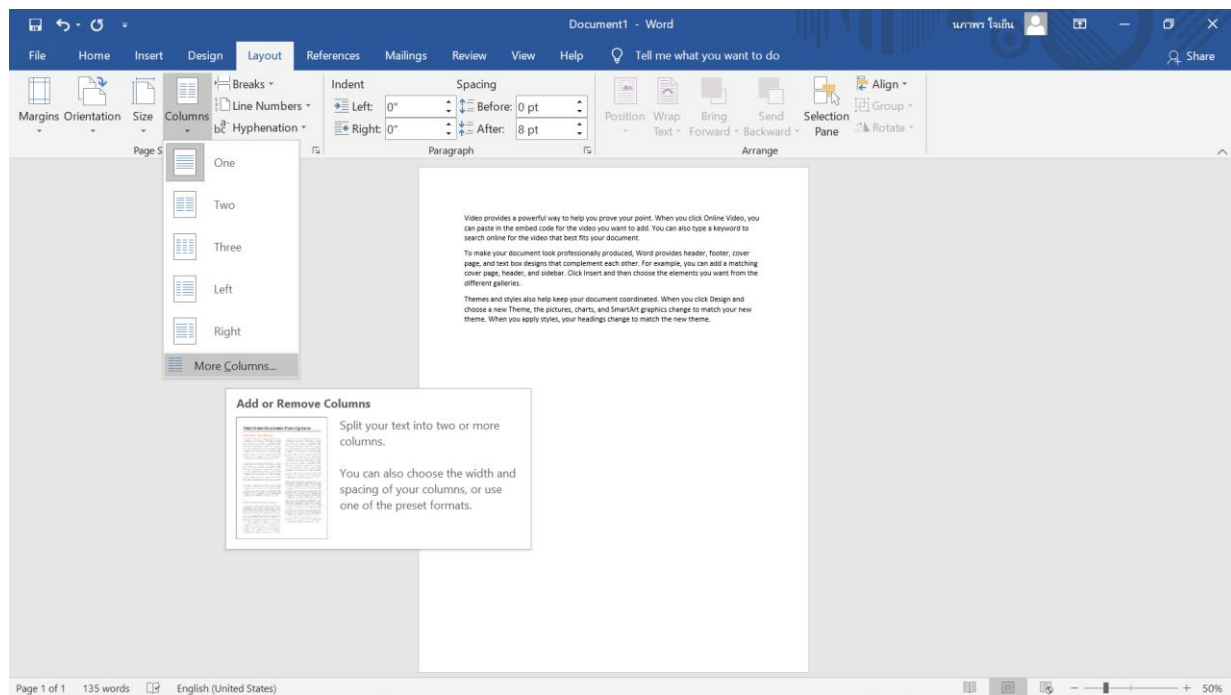 Document1 - Word
นภาพร ใจเย็น
File Home Insert Design Layout References Mailings Review View Help Tell me what you want to do Share
Margins Orientation Size Columns
Breaks
Line Numbers
Hyphenation
Page S
Indent
Left: 0"
Right: 0"
Spacing
Before: 0 pt
After: 8 pt
Paragraph
Position Wrap Text Bring Forward Send Backward Selection Pane
Align
Group
Rotate
Arrange
One
Two
Three
Left
Right
More Columns...
Add or Remove Columns
Split your text into two or more
columns.
You can also choose the width and
spacing of your columns, or use
one of the preset formats.
Video provides a powerful way to help you prove your point. When you click Online Video, you
can paste in the embed code for the video you want to add. You can also type a keyword to
search online for the video that best fits your document.
To make your document look professionally produced, Word provides header, footer, cover
page, and text box designs that complement each other. For example, you can add a matching
cover page, header, and sidebar. Click Insert and then choose the elements you want from the
different galleries.
Themes and styles also help keep your document coordinated. When you click Design and
choose a new Theme, the pictures, charts, and SmartArt graphics change to match your new
theme. When you apply styles, your headings change to match the new theme.
Page 1 of 1 135 words English (United States) 50%